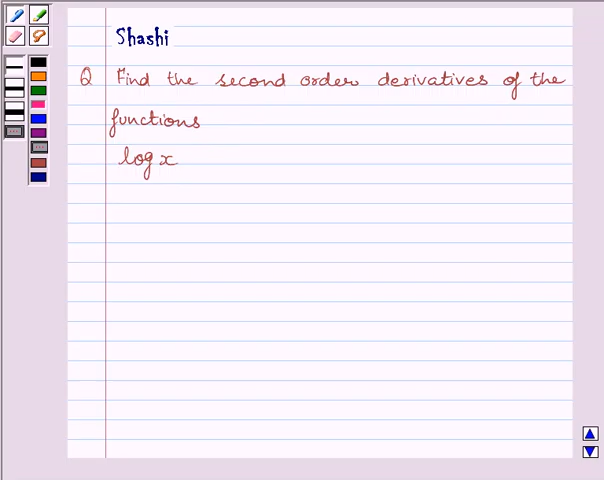 Shashi
Q Find the second order derivatives of the
functions
log x